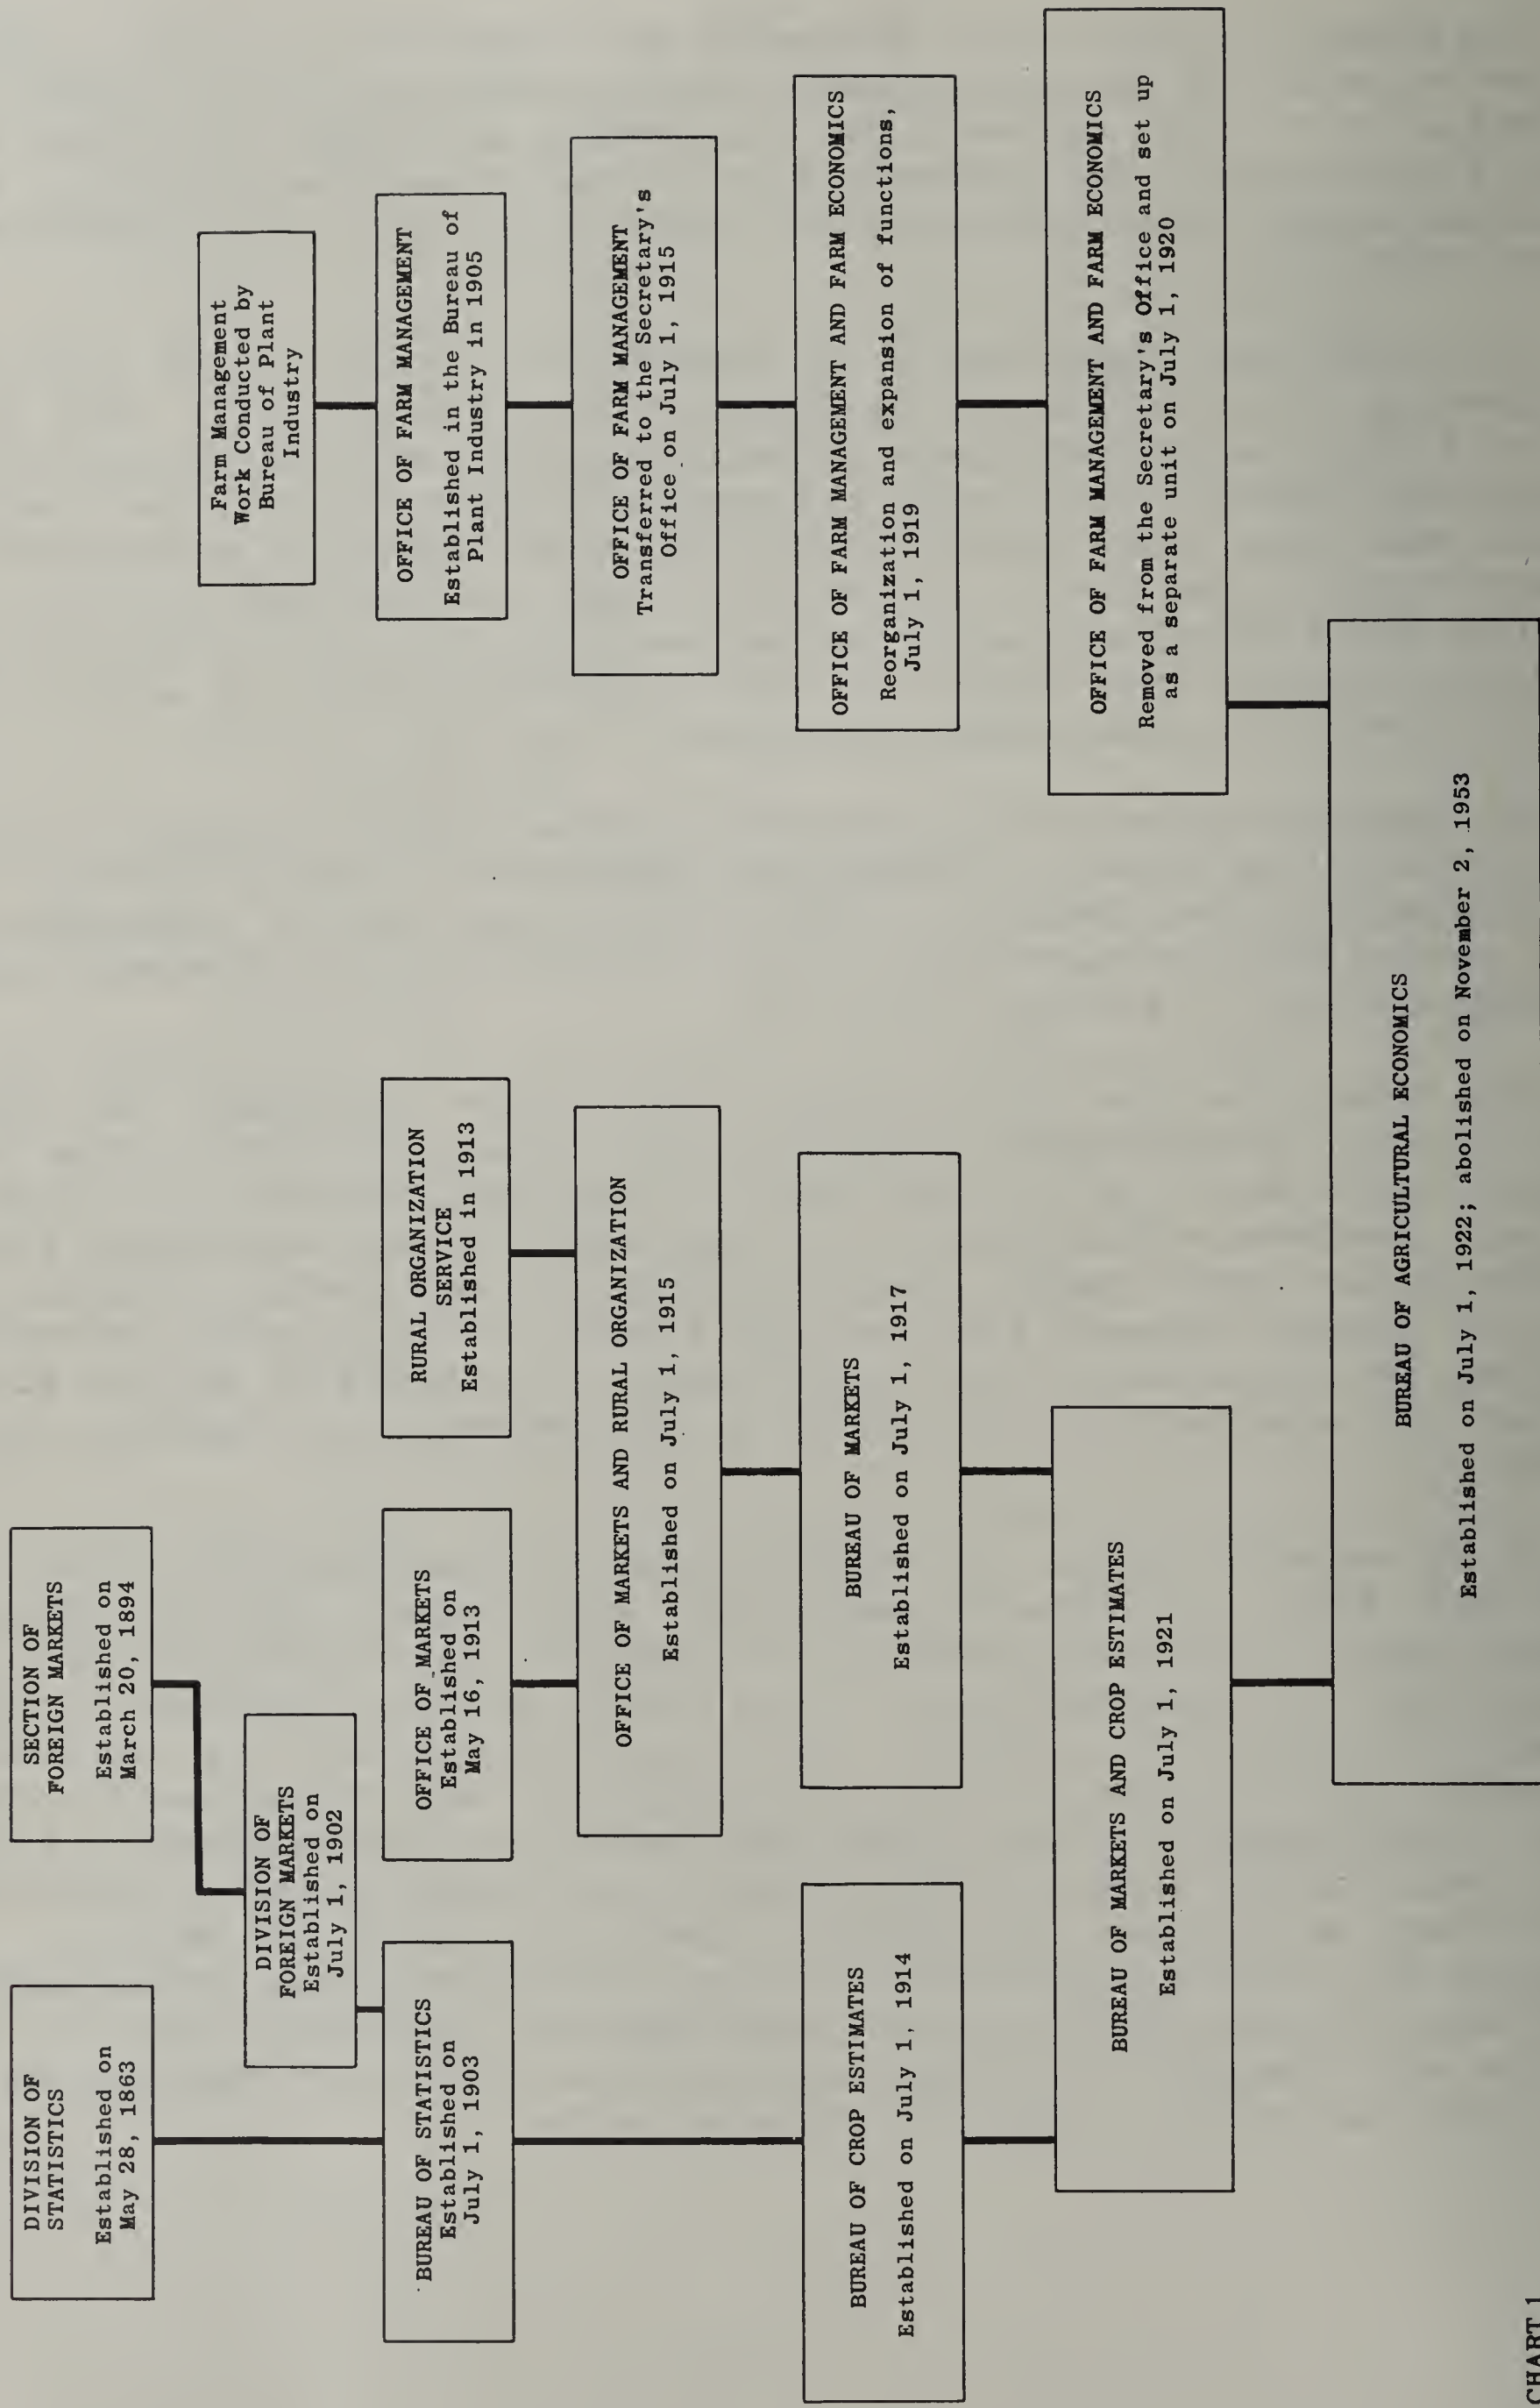 DIVISION OF
STATISTICS
Established on
May 28, 1863
SECTION OF
FOREIGN MARKETS
Established on
March 20, 1894
DIVISION OF
FOREIGN MARKETS
Established on
July 1, 1902
Farm Management
Work Conducted by
Bureau of Plant
Industry
BUREAU OF STATISTICS
Established on
July 1, 1903
OFFICE OF MARKETS
Established on
May 16, 1913
RURAL ORGANIZATION
SERVICE
Established in 1913
OFFICE OF FARM MANAGEMENT
Established in the Bureau of
Plant Industry in 1905
OFFICE OF MARKETS AND RURAL ORGANIZATION
Established on July 1, 1915
OFFICE OF FARM MANAGEMENT
Transferred to the Secretary's
Office on July 1, 1915
BUREAU OF CROP ESTIMATES
Established on July 1, 1914
BUREAU OF MARKETS
Established on July 1, 1917
OFFICE OF FARM MANAGEMENT AND FARM ECONOMICS
Reorganization and expansion of functions,
July 1, 1919
BUREAU OF MARKETS AND CROP ESTIMATES
Established on July 1, 1921
OFFICE OF FARM MANAGEMENT AND FARM ECONOMICS
Removed from the Secretary's Office and set up
as a separate unit on July 1, 1920
BUREAU OF AGRICULTURAL ECONOMICS
Established on July 1, 1922; abolished on November 2, 1953
CHART 1